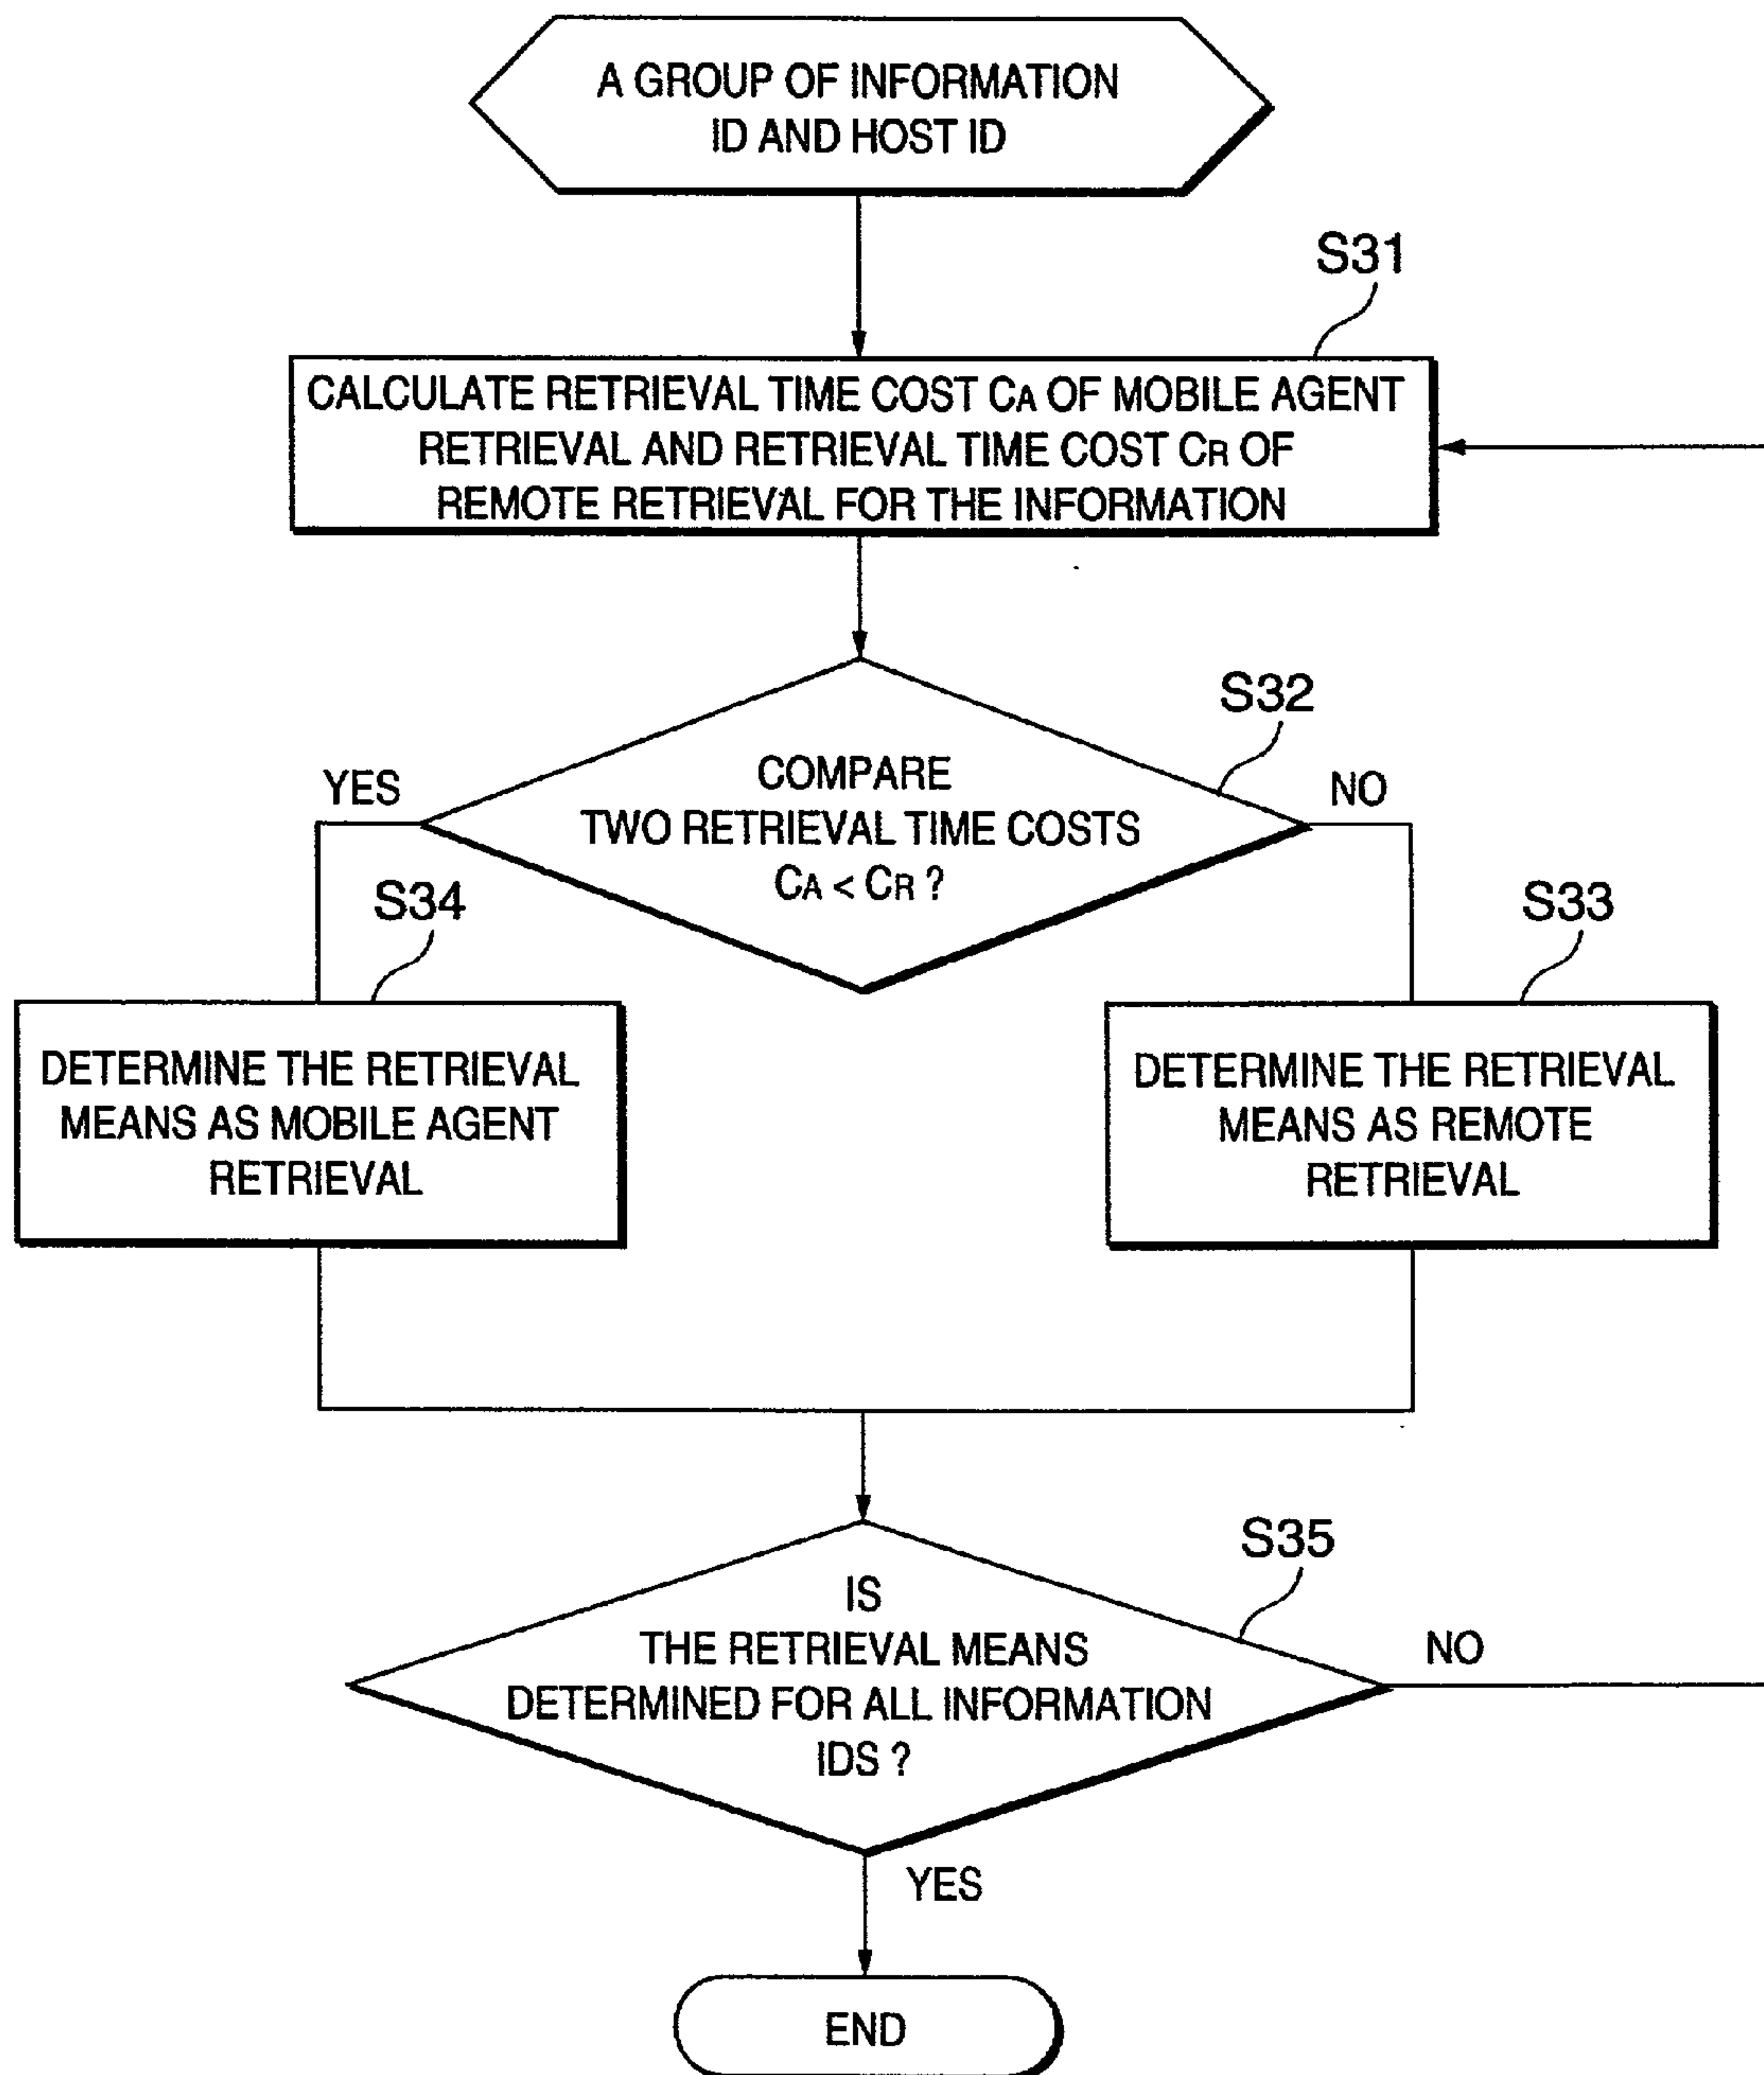 A GROUP OF INFORMATION
ID AND HOST ID
S31
CALCULATE RETRIEVAL TIME COST CA OF MOBILE AGENT
RETRIEVAL AND RETRIEVAL TIME COST CR OF
REMOTE RETRIEVAL FOR THE INFORMATION
S32
YES
NO
COMPARE
TWO RETRIEVAL TIME COSTS
CA < CR ?
S34
S33
DETERMINE THE RETRIEVAL
MEANS AS MOBILE AGENT
RETRIEVAL
DETERMINE THE RETRIEVAL
MEANS AS REMOTE
RETRIEVAL
S35
IS
THE RETRIEVAL MEANS
DETERMINED FOR ALL INFORMATION
IDS ?
NO
YES
END